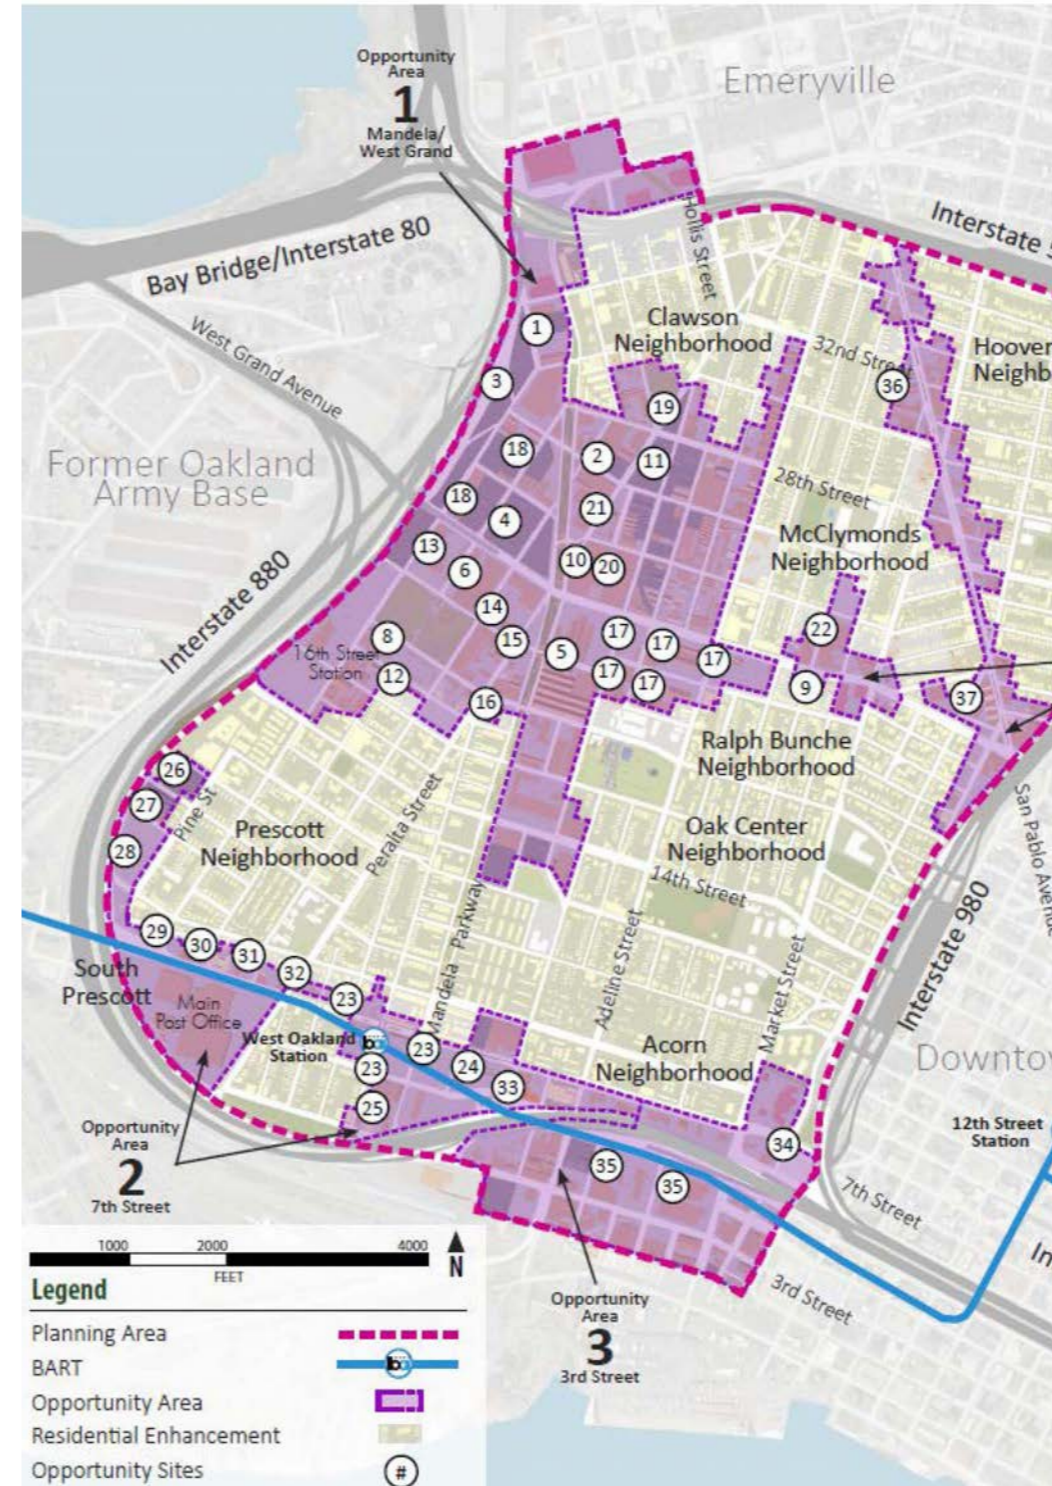 Opportunity
Area
1
Mandela/
West Grand
Emeryville
Hollis Street
Interstate
Bay Bridge/Interstate 80
West Grand Avenue
Clawson
Neighborhood
32nd Street
Hoover
Neighb
1
3
36
19
18
2
11
Former Oakland
Army Base
28th Street
18
4
21
13
McClymonds
Neighborhood
6
10
20
Interstate 880
14
8
15
5
17
17
17
22
16th Street
Station
12
17
17
9
37
16
Ralph Bunche
Neighborhood
26
27
Pine St
28
Prescott
Neighborhood
Peralta Street
Oak Center
Neighborhood
14th Street
San Pablo Avenue
Mandela Parkway
Adeline Street
Market Street
Interstate 980
29
30
31
32
23
South
Prescott
Main
Post Office
West Oakland
Station
ba
23
23
24
33
25
Acorn
Neighborhood
Downtow
Opportunity
Area
2
7th Street
34
12th Street
Station
35
35
7th Street
In
3rd Street
Opportunity
Area
3
3rd Street
1000 2000 4000
FEET
N
Legend
Planning Area
BART
ba
Opportunity Area
Residential Enhancement
Opportunity Sites
#